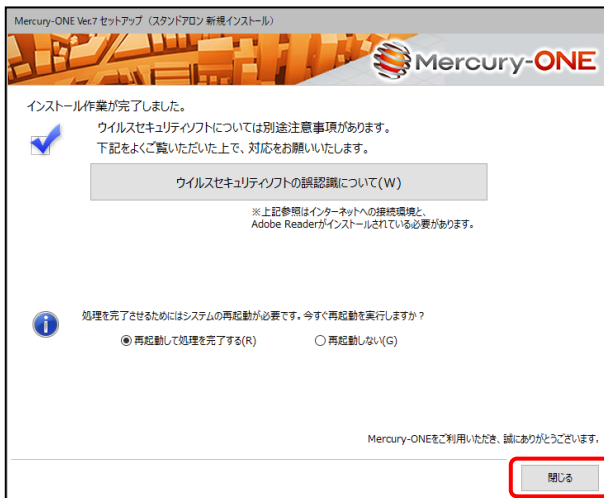 Mercury-ONE Ver.7 セットアップ（スタンドアロン 新規インストール）
Mercury-ONE
インストール作業が完了しました。
ウイルスセキュリティソフトについては別途注意事項があります。
下記をよくご覧いただいた上で、対応をお願いいたします。
ウイルスセキュリティソフトの誤認識について(W)
※上記参照はインターネットへの接続環境と、
Adobe Readerがインストールされている必要があります。
処理を完了させるためにはシステムの再起動が必要です。今すぐ再起動を実行しますか？
再起動して処理を完了する(R) 再起動しない(G)
Mercury-ONEをご利用いただき、誠にありがとうございます。
閉じる